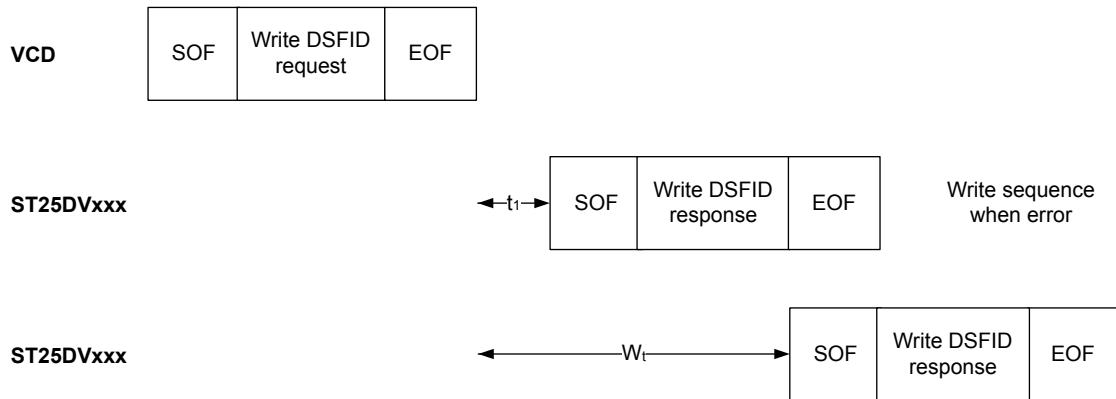 VCD
SOF
Write DSFID
request
EOF
ST25DVxxx
t1
SOF
Write DSFID
response
EOF
Write sequence
when error
ST25DVxxx
Wt
SOF
Write DSFID
response
EOF